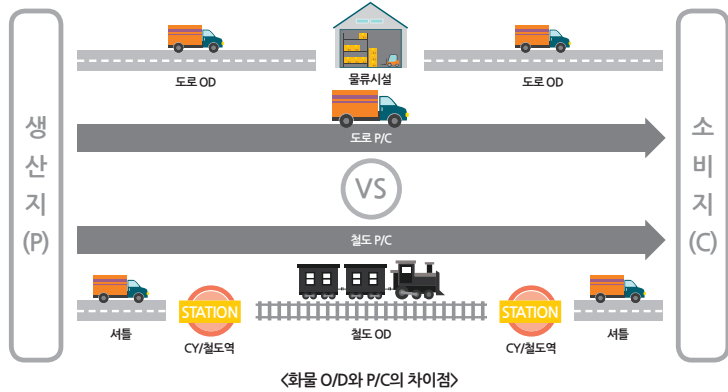 생산지(P)
도로 OD
물류시설
도로 OD
도로 P/C
VS
철도 P/C
셔틀
STATION
CY/철도역
철도 OD
STATION
CY/철도역
셔틀
소비지(C)
<화물 O/D와 P/C의 차이점>